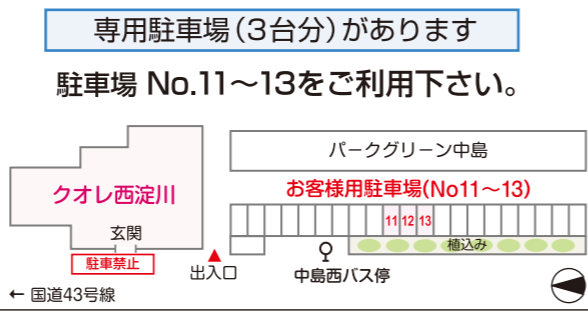 専用駐車場(3台分)があります
駐車場 No.11～13をご利用下さい。
パークグリーン中島
クオレ西淀川
お客様用駐車場(No11～13)
11 12 13
玄関
植込み
駐車禁止
出入口
中島西バス停
← 国道43号線